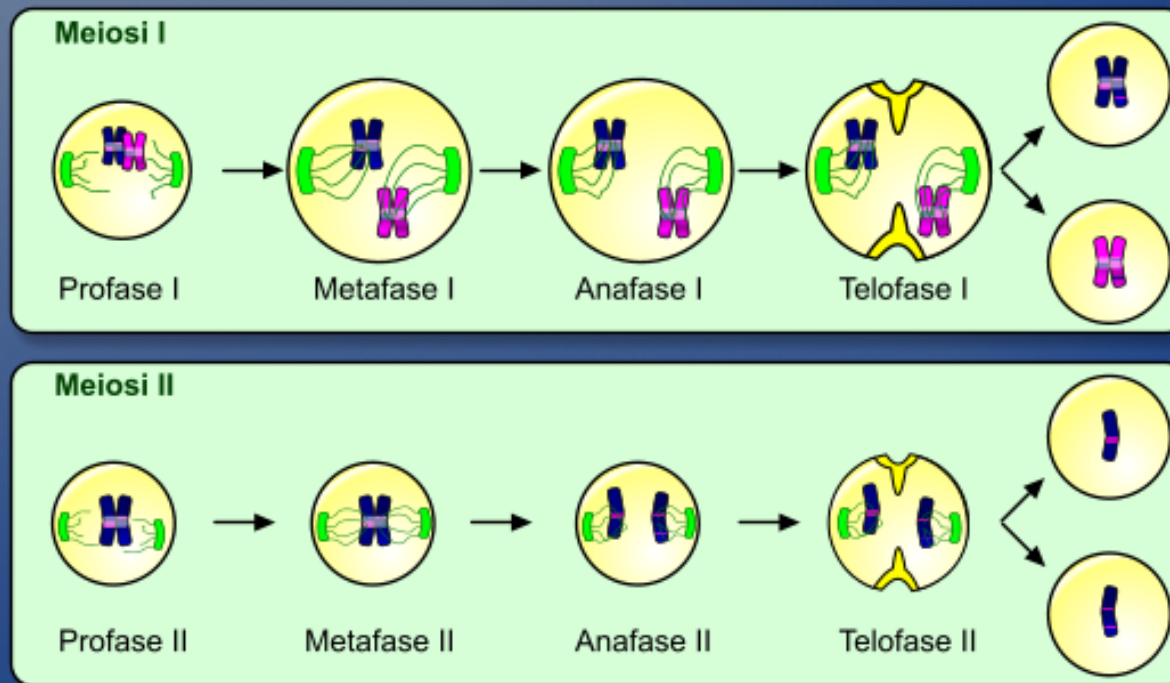 Meiosi I
Profase I
Metafase I
Anafase I
Telofase I
Meiosi II
Profase II
Metafase II
Anafase II
Telofase II